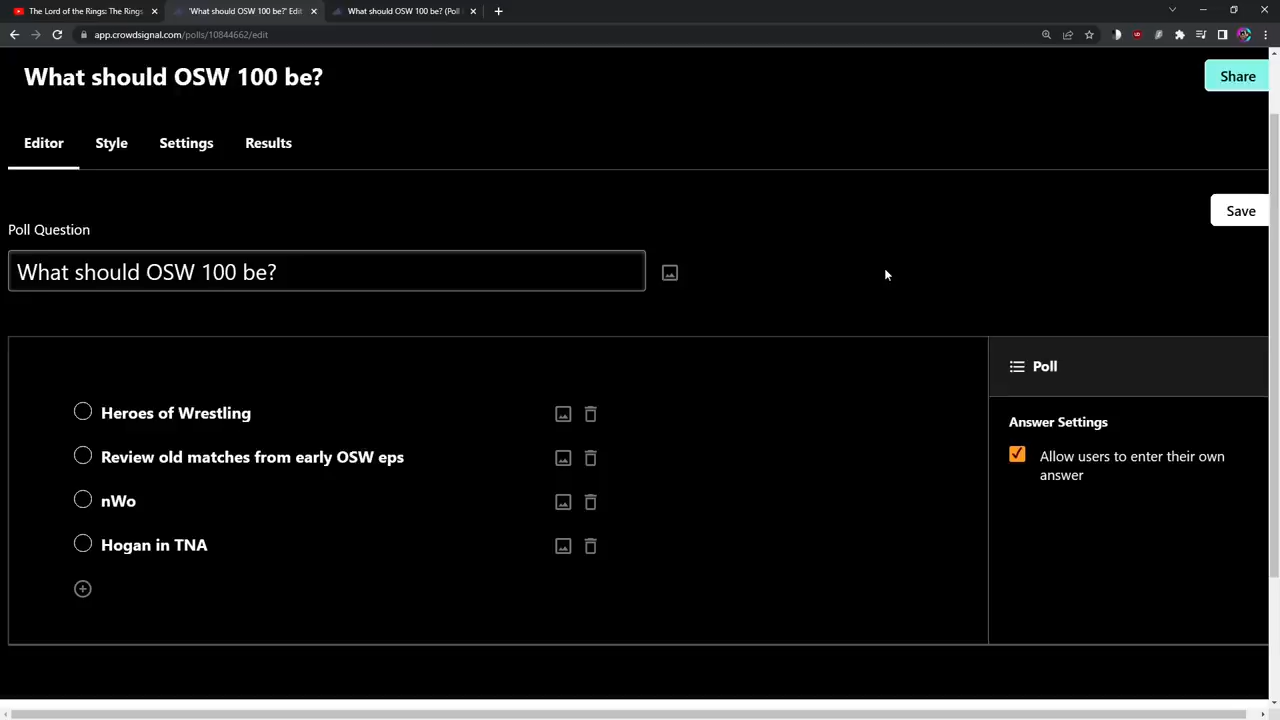 The Lord of the Rings: The Rings
'What should OSW 100 be?' Edi
What should OSW 100 be? (Poll
app.crowdsignal.com/polls/10844662/edit
What should OSW 100 be?
Share
Editor
Style
Settings
Results
Save
Poll Question
What should OSW 100 be?
Poll
Heroes of Wrestling
Answer Settings
Review old matches from early OSW eps
Allow users to enter their own
answer
nWo
Hogan in TNA